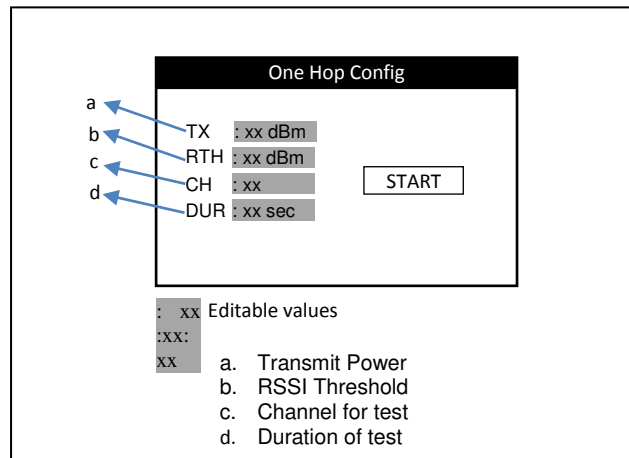 One Hop Config
a
b
c
d
TX : xx dBm
RTH : xx dBm
CH : xx
DUR : xx sec
START
: xx Editable values
:xx:
xx
a. Transmit Power
b. RSSI Threshold
c. Channel for test
d. Duration of test